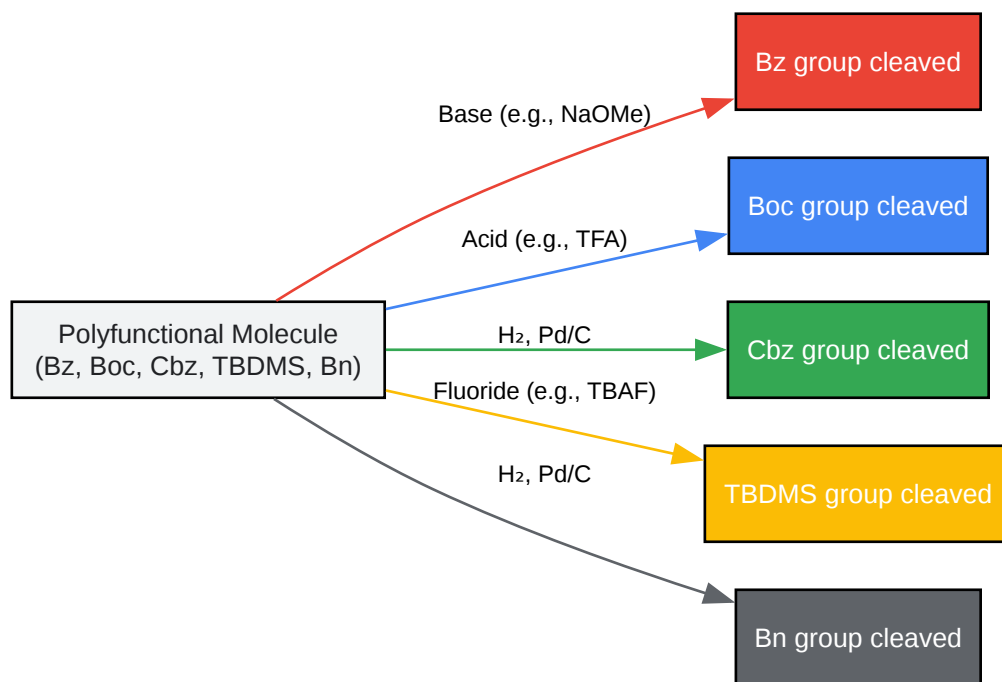 Bz group cleaved
Base (e.g., NaOMe)
Boc group cleaved
Acid (e.g., TFA)
Polyfunctional Molecule
(Bz, Boc, Cbz, TBDMS, Bn)
H₂, Pd/C
Cbz group cleaved
Fluoride (e.g., TBAF)
TBDMS group cleaved
H₂, Pd/C
Bn group cleaved